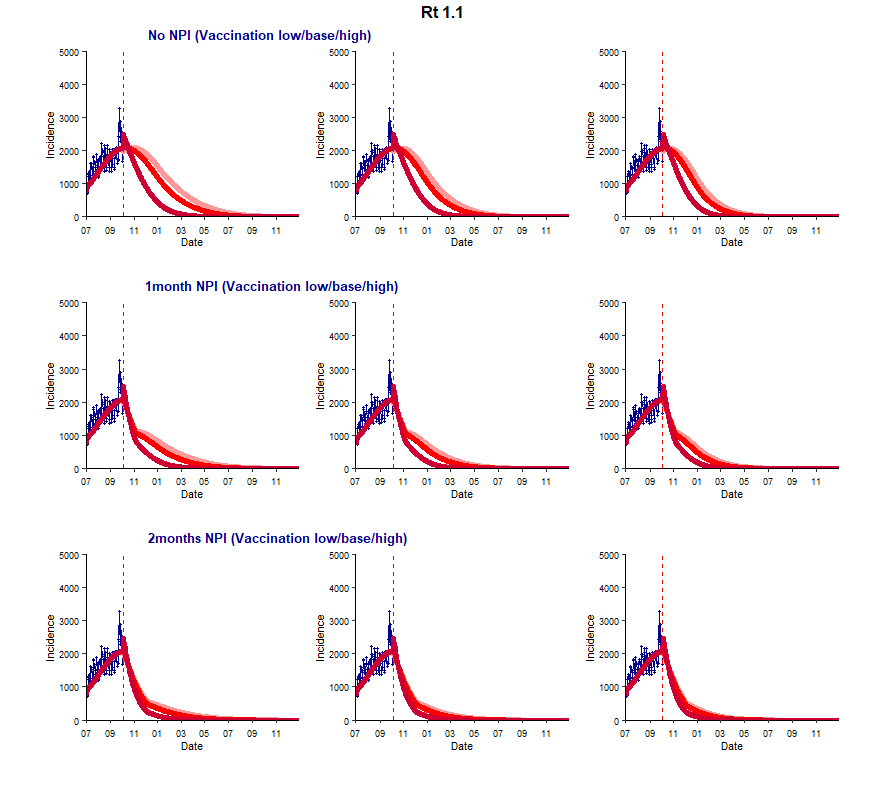 Rt 1.1
No NPI (Vaccination low/base/high)
5000 5000 5000
4000 4000 4000
3000 3000 3000
2000 2000 2000
1000 1000 1000
0 0 0
Incidence Incidence Incidence
07 09 11 01 03 05 07 09 11 07 09 11 01 03 05 07 09 11 07 09 11 01 03 05 07 09 11
Date Date Date
1month NPI (Vaccination low/base/high)
5000 5000 5000
4000 4000 4000
3000 3000 3000
2000 2000 2000
1000 1000 1000
0 0 0
Incidence Incidence Incidence
07 09 11 01 03 05 07 09 11 07 09 11 01 03 05 07 09 11 07 09 11 01 03 05 07 09 11
Date Date Date
2months NPI (Vaccination low/base/high)
5000 5000 5000
4000 4000 4000
3000 3000 3000
2000 2000 2000
1000 1000 1000
0 0 0
Incidence Incidence Incidence
07 09 11 01 03 05 07 09 11 07 09 11 01 03 05 07 09 11 07 09 11 01 03 05 07 09 11
Date Date Date